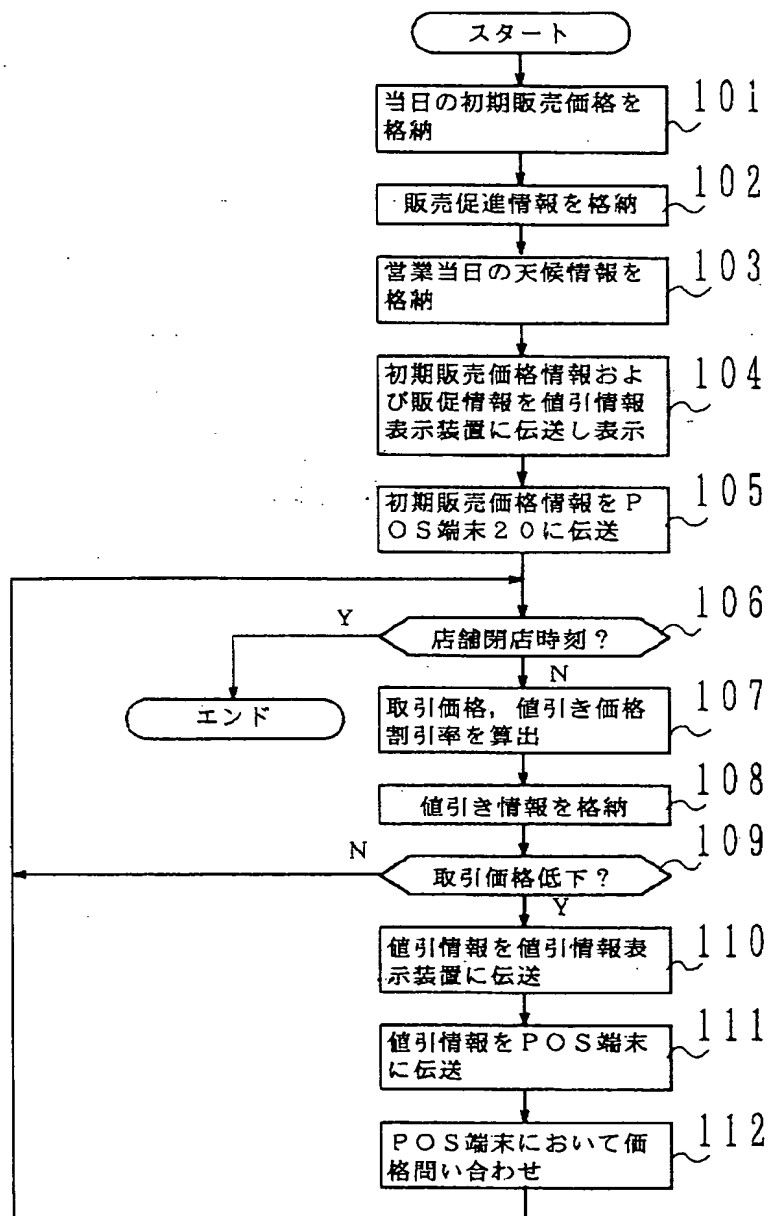 スタート
当日の初期販売価格を
格納
101
販売促進情報を格納
102
営業当日の天候情報を
格納
103
初期販売価格情報およ
び販促情報を値引情報
表示装置に伝送し表示
104
初期販売価格情報をP
OS端末20に伝送
105
店舗閉店時刻?
106
Y
N
エンド
取引価格,値引き価格
割引率を算出
107
値引き情報を格納
108
取引価格低下?
109
N
Y
値引情報を値引情報表
示装置に伝送
110
値引情報をPOS端末
に伝送
111
POS端末において価
格問い合わせ
112